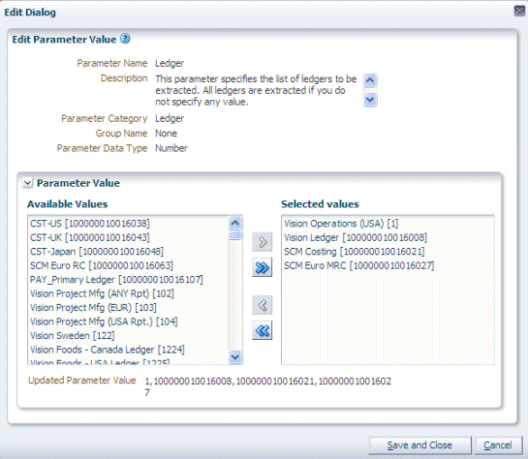 Edit Dialog
Edit Parameter Value
Parameter Name Ledger
Description This parameter specifies the list of ledgers to be
extracted. All ledgers are extracted if you do
not specify any value.
Parameter Category Ledger
Group Name None
Parameter Data Type Number
Parameter Value
Available Values
CST-US [100000010016038]
CST-UK [100000010016043]
CST-Japan [100000010016048]
SCM Euro RC [100000010016063]
PAY_Primary Ledger [100000010016107]
Vision Project Mfg (ANY Rpt) [102]
Vision Project Mfg (EUR) [103]
Vision Project Mfg (USA Rpt.) [104]
Vision Sweden [122]
Vision Foods - Canada Ledger [1224]
Vision Foods - USA Ledger [1225]
Selected values
Vision Operations (USA) [1]
Vision Ledger [100000010016008]
SCM Costing [100000010016021]
SCM Euro MRC [100000010016027]
Updated Parameter Value 1,100000010016008,100000010016021,10000001001602
7
Save and Close Cancel